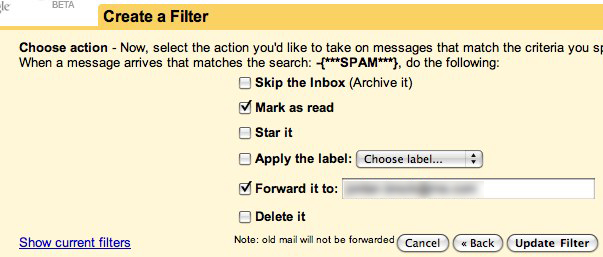 BETA
Create a Filter
Choose action - Now, select the action you'd like to take on messages that match the criteria you
When a message arrives that matches the search: -{***SPAM***}, do the following:
Skip the Inbox (Archive it)
Mark as read
Star it
Apply the label: Choose label...
Forward it to:
Delete it
Show current filters
Note: old mail will not be forwarded
Cancel
« Back
Update Filter